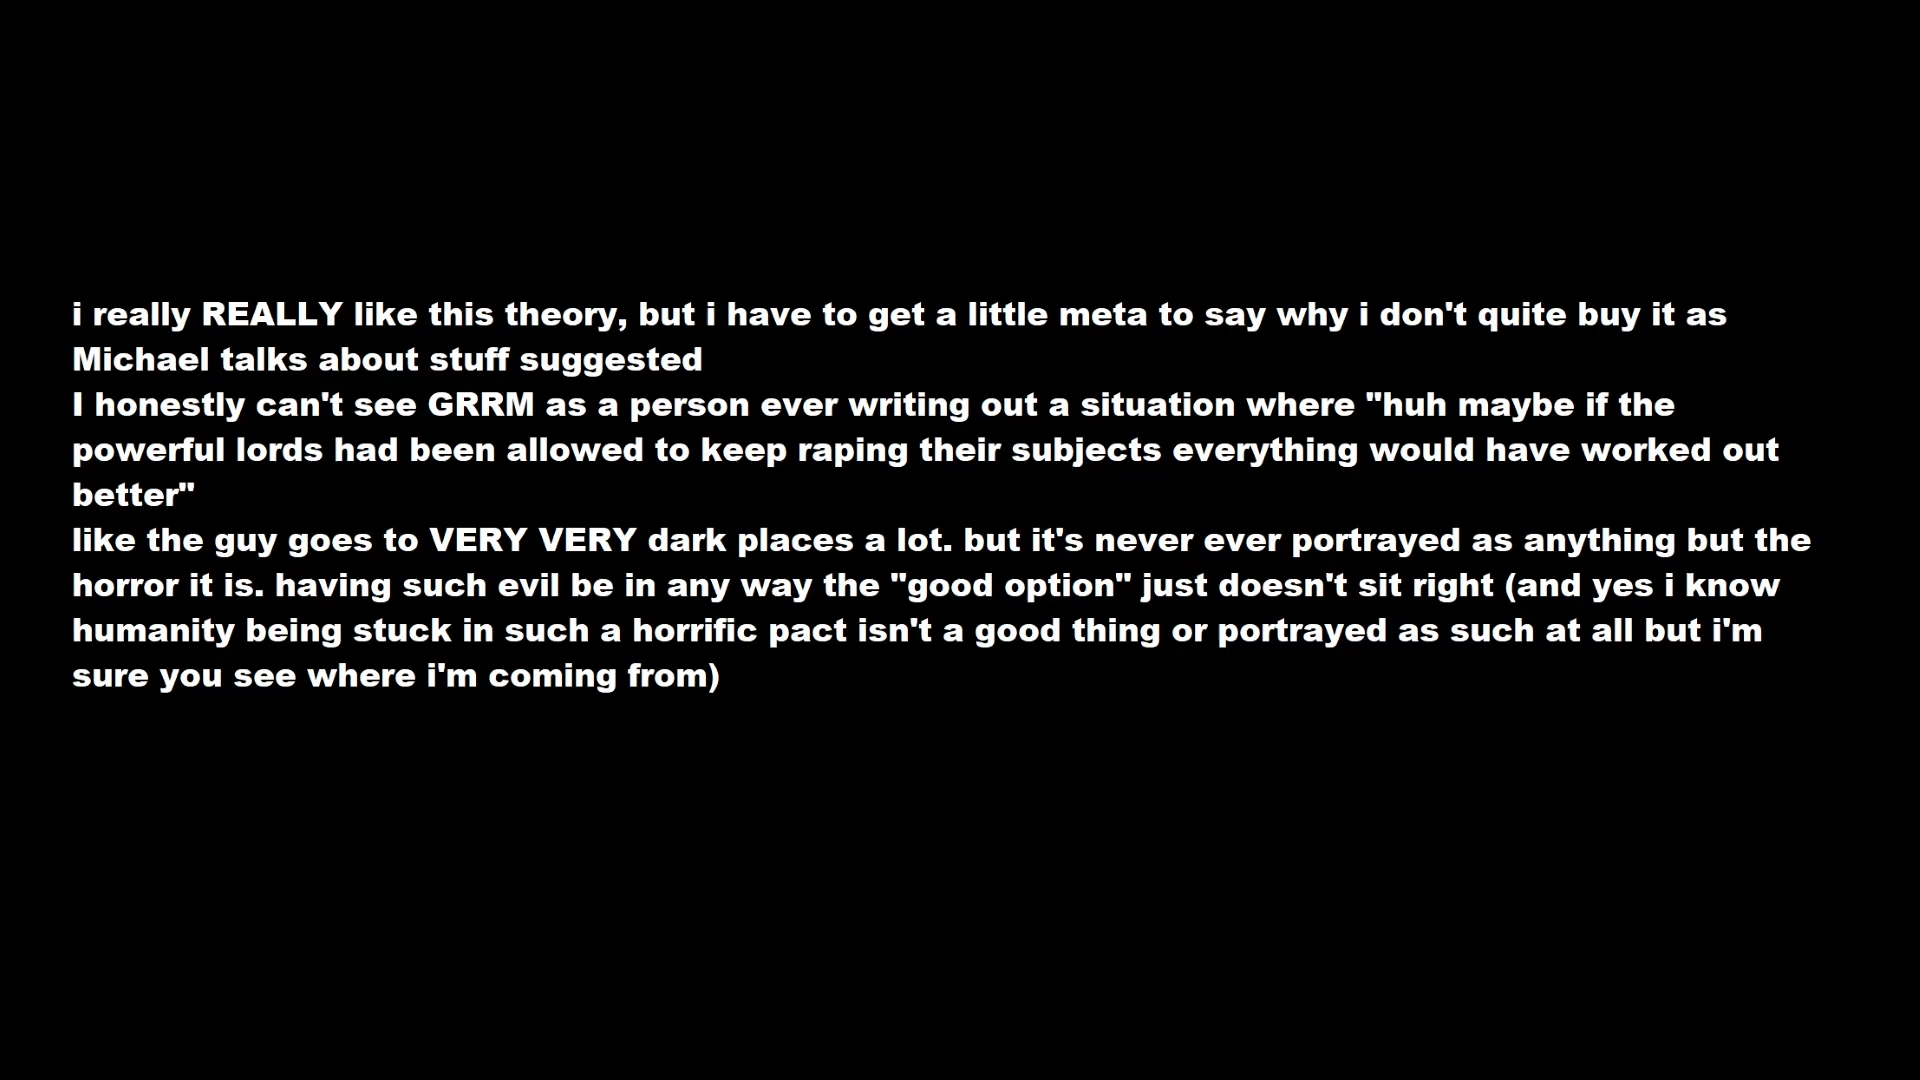 i really REALLY like this theory, but i have to get a little meta to say why i don't quite buy it as
Michael talks about stuff suggested
I honestly can't see GRRM as a person ever writing out a situation where "huh maybe if the
powerful lords had been allowed to keep raping their subjects everything would have worked out
better"
like the guy goes to VERY VERY dark places a lot. but it's never ever portrayed as anything but the
horror it is. having such evil be in any way the "good option" just doesn't sit right (and yes i know
humanity being stuck in such a horrific pact isn't a good thing or portrayed as such at all but i'm
sure you see where i'm coming from)